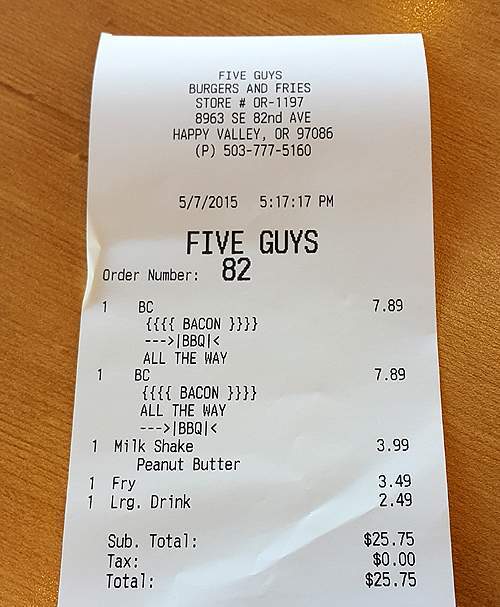 FIVE GUYS
BURGERS AND FRIES
STORE # OR-1197
8963 SE 82nd AVE
HAPPY VALLEY, OR 97086
(P) 503-777-5160
5/7/2015 5:17:17 PM
FIVE GUYS
Order Number: 82
1 BC 7.89
{{{{ BACON }}}}
--->|BBQ|<
ALL THE WAY
1 BC 7.89
{{{{ BACON }}}}
ALL THE WAY
--->|BBQ|<
1 Milk Shake 3.99
Peanut Butter
1 Fry 3.49
1 Lrg. Drink 2.49
Sub. Total: $25.75
Tax: $0.00
Total: $25.75